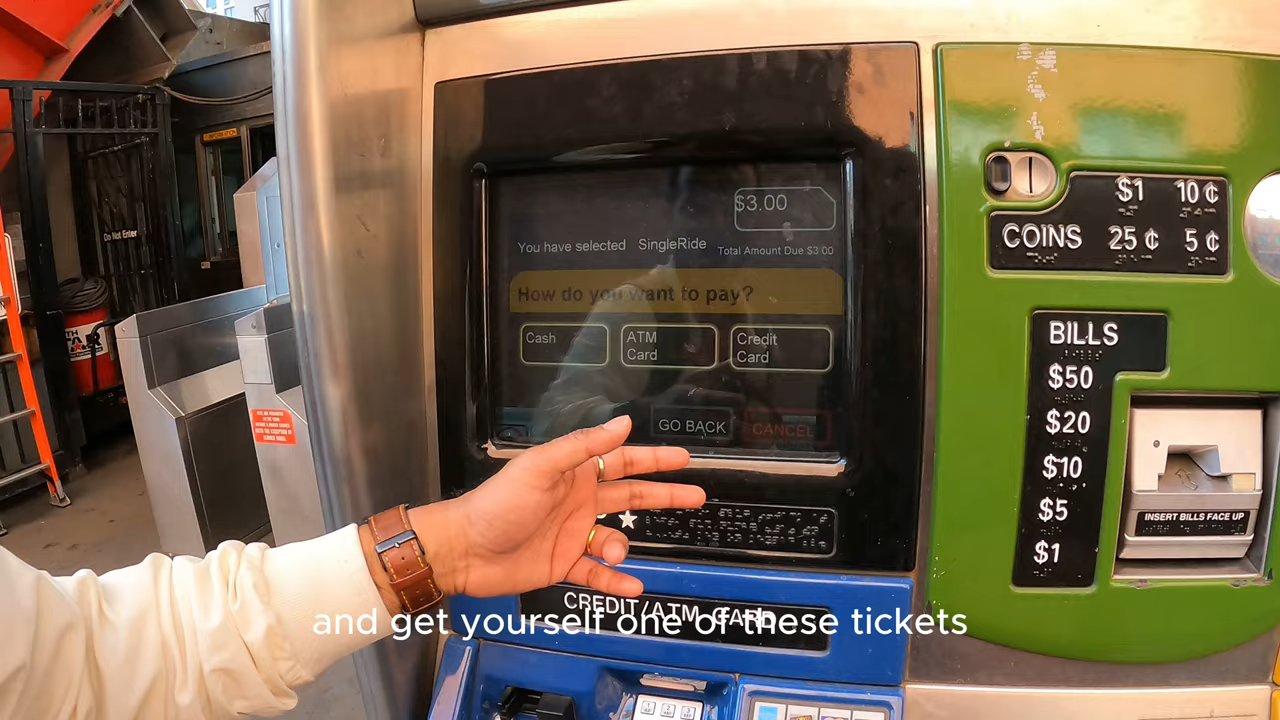 $3.00
You have selected SingleRide
Total Amount Due $3.00
How do you want to pay?
Cash
ATM
Card
Credit
Card
GO BACK
CANCEL
$1 10¢
COINS 25¢ 5¢
BILLS
$50
$20
$10
$5
$1
INSERT BILLS FACE UP
Do Not Enter
CREDIT/ATM CARD
and get yourself one of these tickets